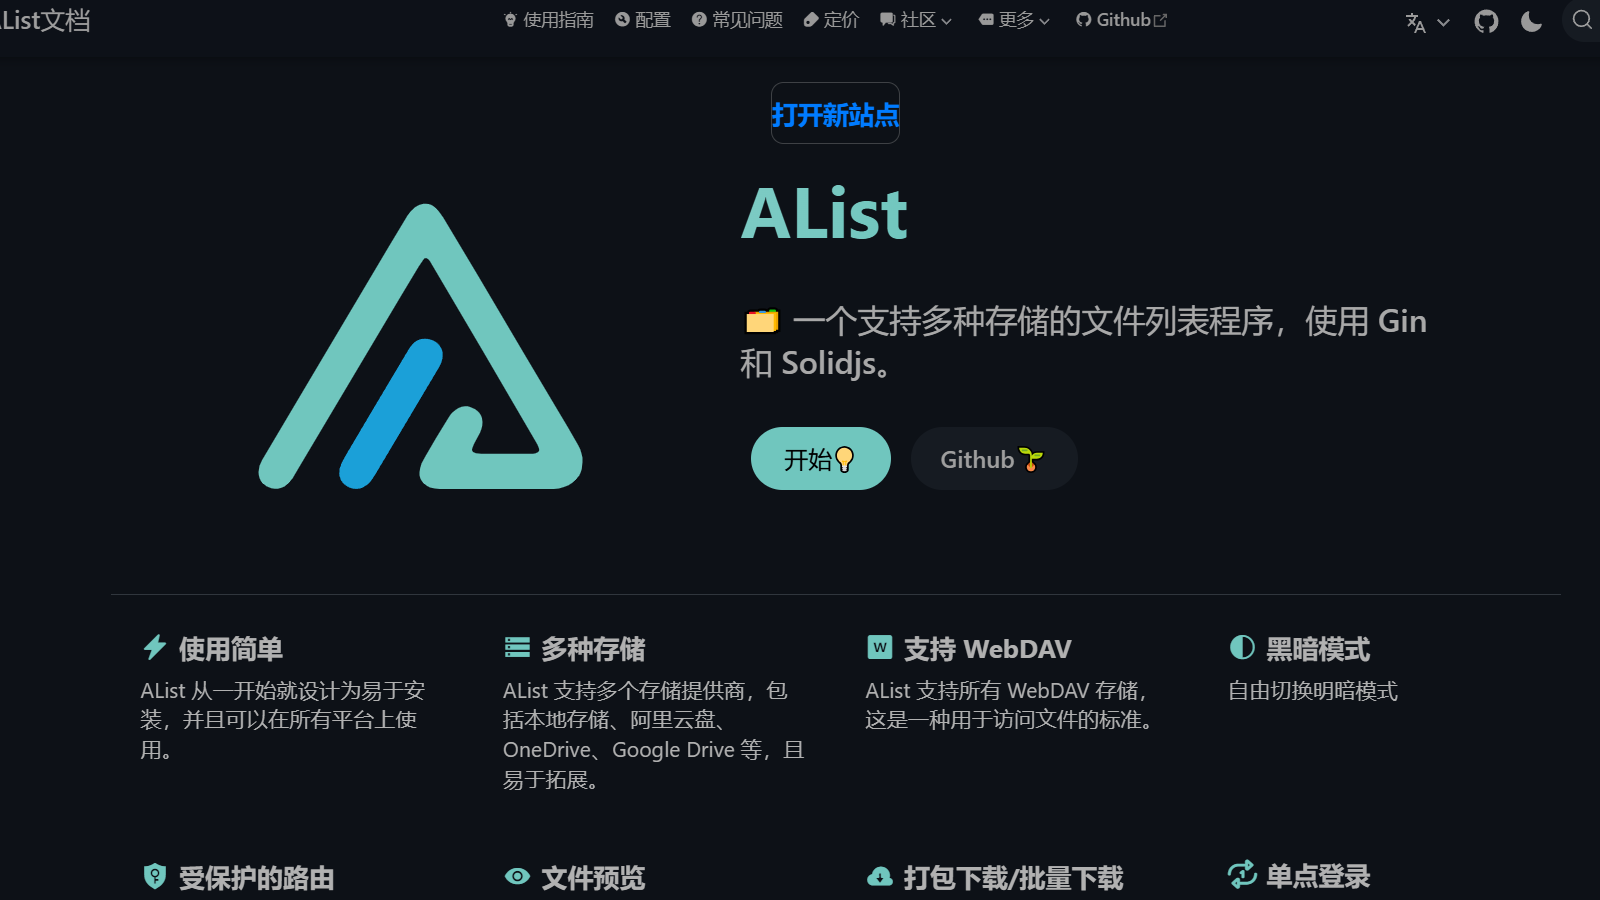 AList文档
使用指南 配置 常见问题 定价 社区 更多 Github
打开新站点
AList
一个支持多种存储的文件列表程序，使用 Gin
和 Solidjs。
开始 Github
使用简单
AList 从一开始就设计为易于安
装，并且可以在所有平台上使
用。
多种存储
AList 支持多个存储提供商，包
括本地存储、阿里云盘、
OneDrive、Google Drive 等，且
易于拓展。
W 支持 WebDAV
AList 支持所有 WebDAV 存储，
这是一种用于访问文件的标准。
黑暗模式
自由切换明暗模式
受保护的路由
文件预览
打包下载/批量下载
单点登录